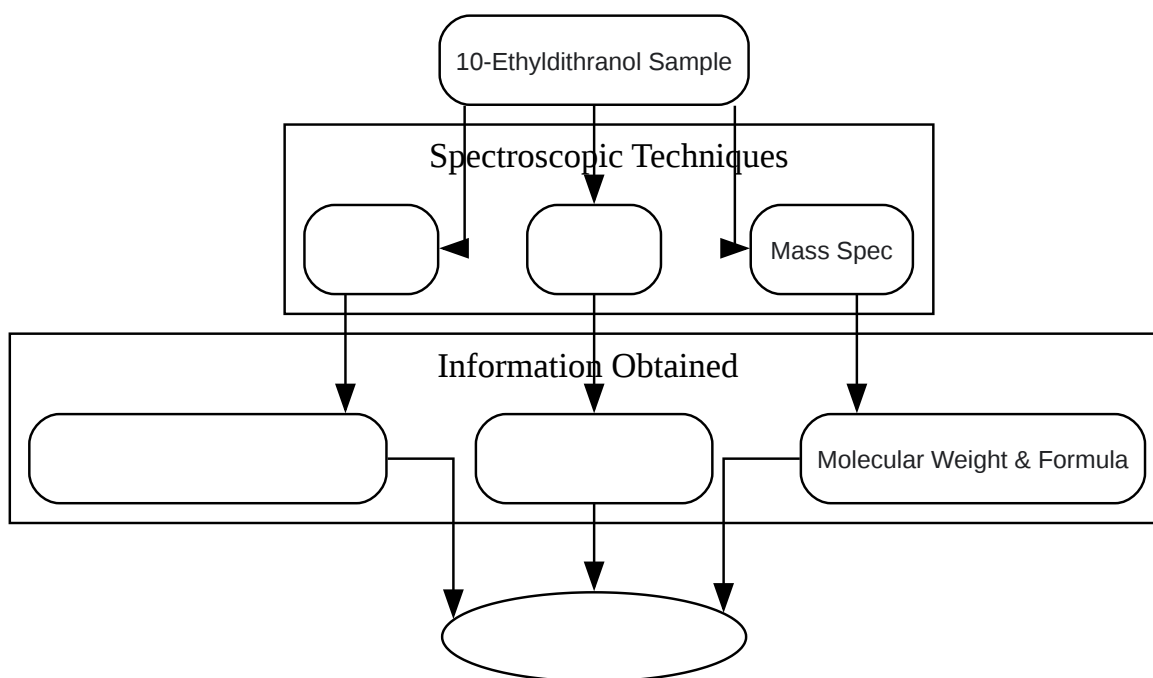 10-Ethyldithranol Sample
Spectroscopic Techniques
Mass Spec
Information Obtained
Molecular Weight & Formula